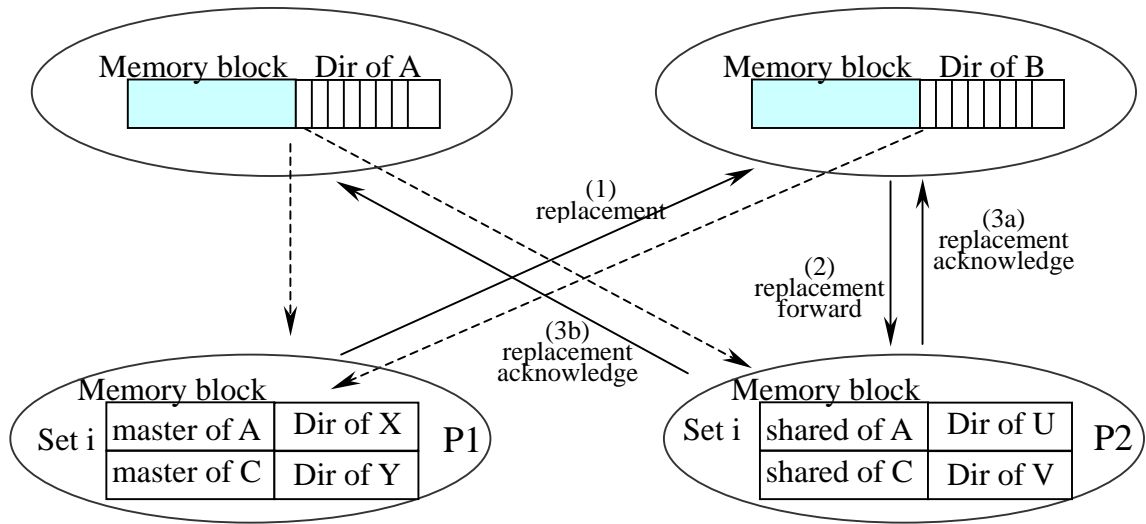 Memory block Dir of A
Memory block Dir of B
(1)
replacement
(2)
replacement
forward
(3a)
replacement
acknowledge
(3b)
replacement
acknowledge
Memory block
Set i
master of A
Dir of X
master of C
Dir of Y
P1
Memory block
Set i
shared of A
Dir of U
shared of C
Dir of V
P2